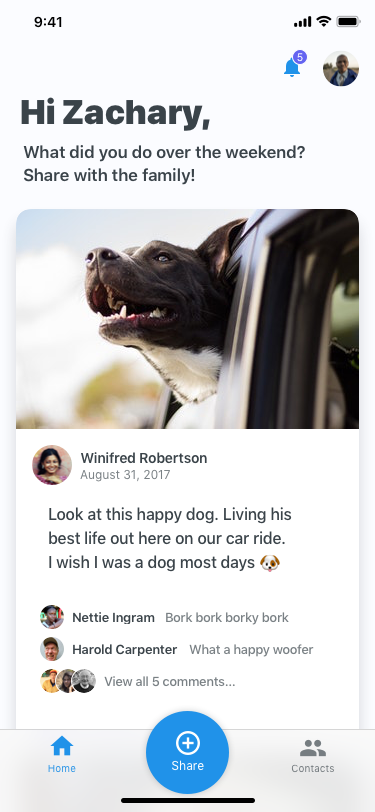 9:41
5
Hi Zachary,
What did you do over the weekend?
Share with the family!
Winifred Robertson
August 31, 2017
Look at this happy dog. Living his
best life out here on our car ride.
I wish I was a dog most days 🐶
Nettie Ingram Bork bork borky bork
Harold Carpenter What a happy woofer
View all 5 comments...
Home
Share
Contacts